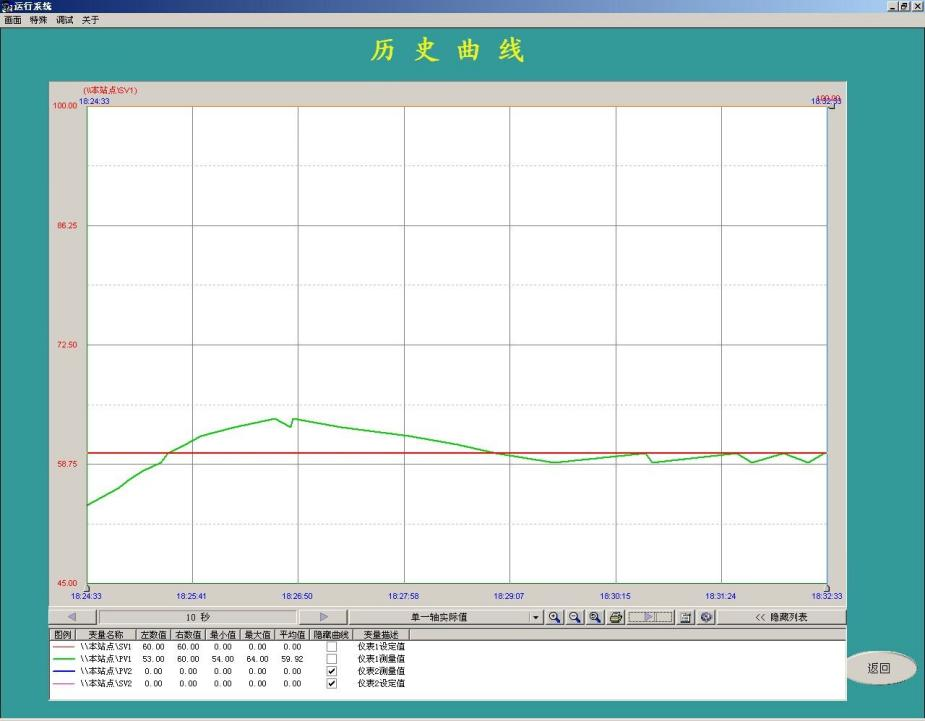 运行系统
画面 特殊 调试 关于
历史曲线
(\\本站点\SV1)
18:24:33
18:32:33
100.00
86.25
72.50
58.75
45.00
18:24:33 18:25:41 18:26:50 18:27:58 18:29:07 18:30:15 18:31:24 18:32:33
10 秒 单一轴实际值 << 隐藏列表
图例 变量名称 左数值 右数值 最小值 最大值 平均值 隐藏曲线 变量描述
\\本站点\SV1 60.00 60.00 0.00 0.00 0.00 仪表1设定值
\\本站点\PV1 53.00 60.00 54.00 64.00 59.92 仪表1测量值
\\本站点\PV2 0.00 0.00 0.00 0.00 0.00 仪表2测量值
\\本站点\SV2 0.00 0.00 0.00 0.00 0.00 仪表2设定值
返回